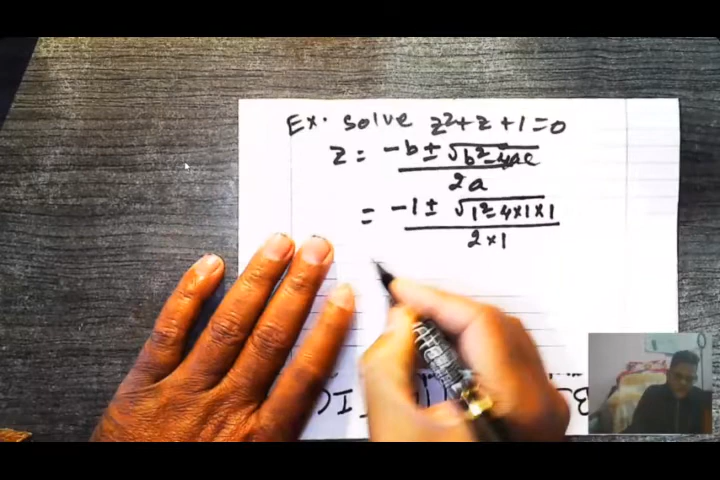 Ex. solve z²+z+1=0
z = -b ± √b²-4ac
2a
= -1 ± √1²-4×1×1
2×1